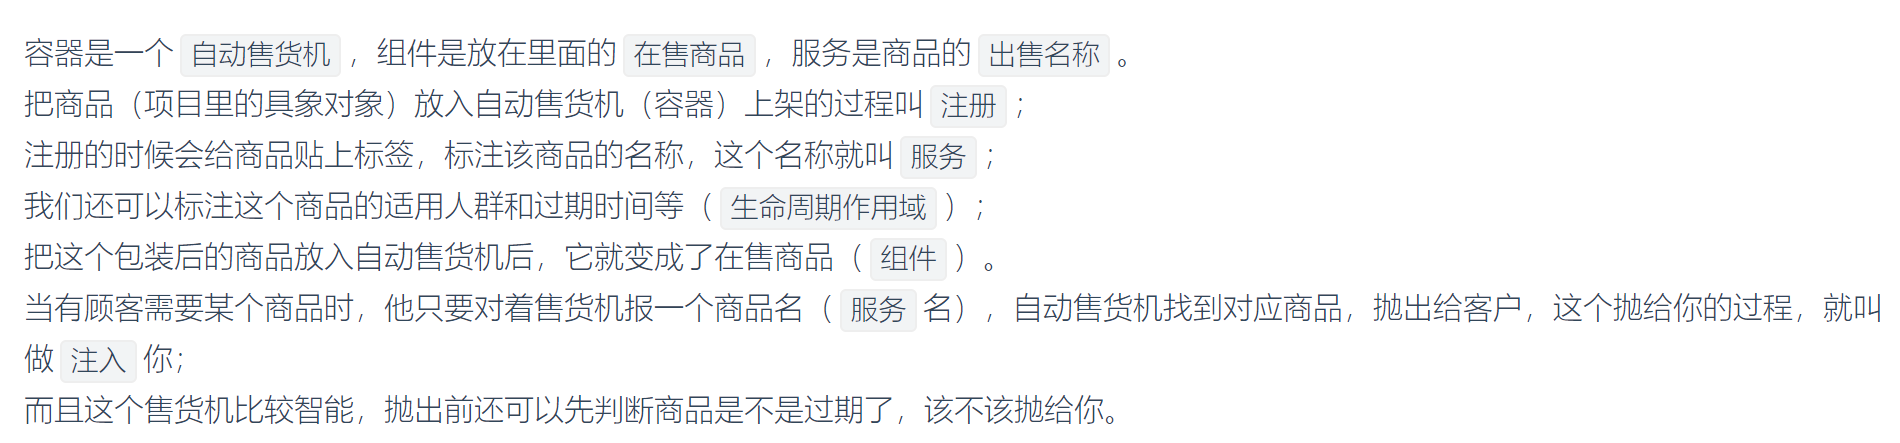 容器是一个 自动售货机 ，组件是放在里面的 在售商品 ，服务是商品的 出售名称 。
把商品（项目里的具象对象）放入自动售货机（容器）上架的过程叫 注册 ；
注册的时候会给商品贴上标签，标注该商品的名称，这个名称就叫 服务 ；
我们还可以标注这个商品的适用人群和过期时间等（ 生命周期作用域 ）；
把这个包装后的商品放入自动售货机后，它就变成了在售商品（ 组件 ）。
当有顾客需要某个商品时，他只要对着售货机报一个商品名（ 服务 名），自动售货机找到对应商品，抛出给客户，这个抛给你的过程，就叫
做 注入 你；
而且这个售货机比较智能，抛出前还可以先判断商品是不是过期了，该不该抛给你。